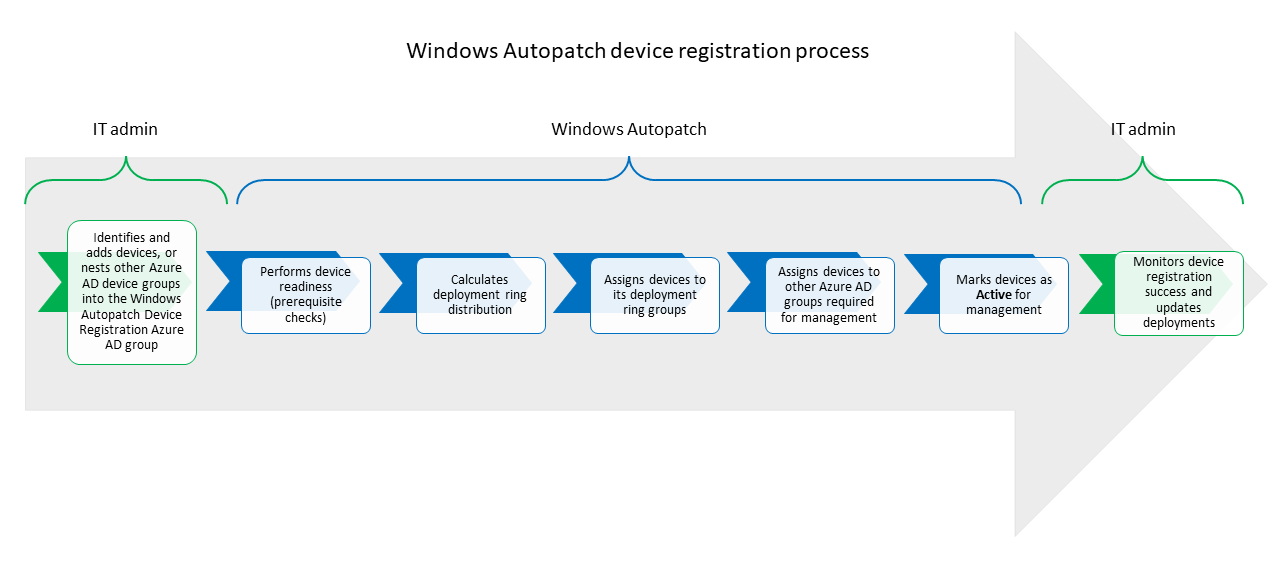 Windows Autopatch device registration process
IT admin
Windows Autopatch
IT admin
Identifies and
adds devices, or
nests other Azure
AD device groups
into the Windows
Autopatch Device
Registration Azure
AD group
Performs device
readiness
(prerequisite
checks)
Calculates
deployment ring
distribution
Assigns devices to
its deployment
ring groups
Assigns devices to
other Azure AD
groups required
for management
Marks devices as
Active for
management
Monitors device
registration
success and
updates
deployments